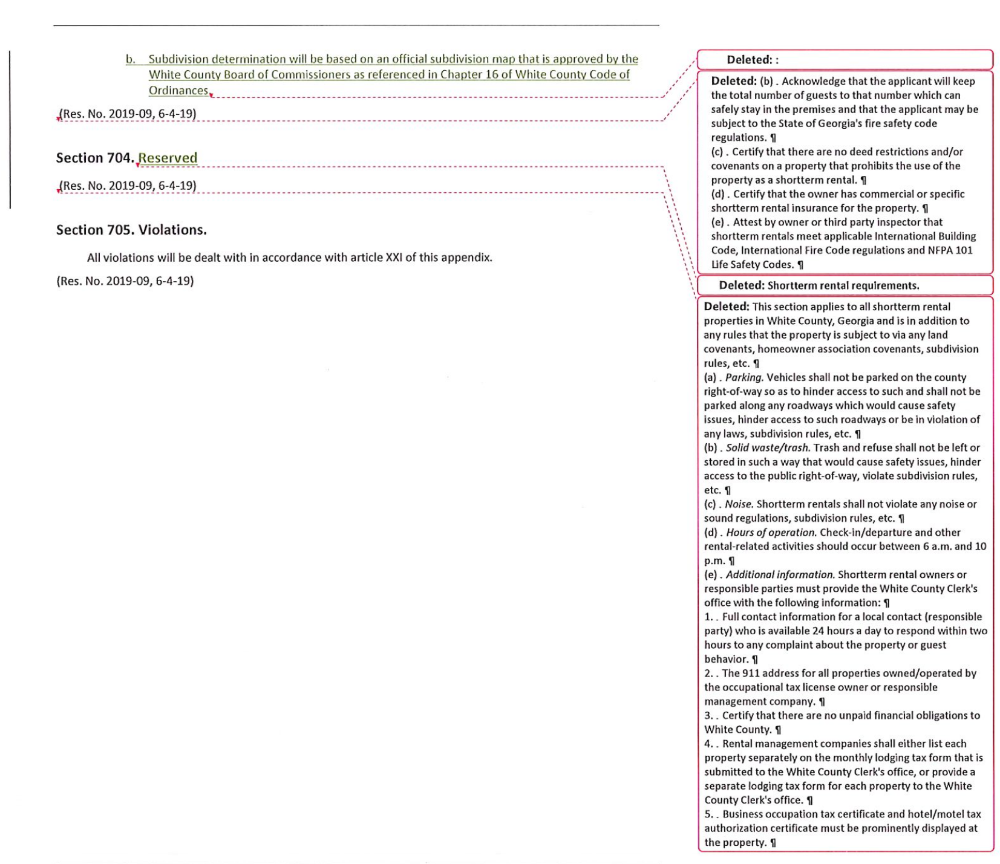 b. Subdivision determination will be based on an official subdivision map that is approved by the
White County Board of Commissioners as referenced in Chapter 16 of White County Code of
Ordinances
(Res. No. 2019-09, 6-4-19)
Section 704. Reserved
(Res. No. 2019-09, 6-4-19)
Section 705. Violations.
All violations will be dealt with in accordance with article XXI of this appendix.
(Res. No. 2019-09, 6-4-19)
Deleted: :
Deleted: (b) . Acknowledge that the applicant will keep
the total number of guests to that number which can
safely stay in the premises and that the applicant may be
subject to the State of Georgia's fire safety code
regulations. ¶
(c) . Certify that there are no deed restrictions and/or
covenants on a property that prohibits the use of the
property as a shortterm rental. ¶
(d) . Certify that the owner has commercial or specific
shortterm rental insurance for the property. ¶
(e) . Attest by owner or third party inspector that
shortterm rentals meet applicable International Building
Code, International Fire Code regulations and NFPA 101
Life Safety Codes. ¶
Deleted: Shortterm rental requirements.
Deleted: This section applies to all shortterm rental
properties in White County, Georgia and is in addition to
any rules that the property is subject to via any land
covenants, homeowner association covenants, subdivision
rules, etc. ¶
(a) . Parking. Vehicles shall not be parked on the county
right-of-way so as to hinder access to such and shall not be
parked along any roadways which would cause safety
issues, hinder access to such roadways or be in violation of
any laws, subdivision rules, etc. ¶
(b) . Solid waste/trash. Trash and refuse shall not be left or
stored in such a way that would cause safety issues, hinder
access to the public right-of-way, violate subdivision rules,
etc. ¶
(c) . Noise. Shortterm rentals shall not violate any noise or
sound regulations, subdivision rules, etc. ¶
(d) . Hours of operation. Check-in/departure and other
rental-related activities should occur between 6 a.m. and 10
p.m. ¶
(e) . Additional information. Shortterm rental owners or
responsible parties must provide the White County Clerk's
office with the following information: ¶
1. . Full contact information for a local contact (responsible
party) who is available 24 hours a day to respond within two
hours to any complaint about the property or guest
behavior. ¶
2. . The 911 address for all properties owned/operated by
the occupational tax license owner or responsible
management company. ¶
3. . Certify that there are no unpaid financial obligations to
White County. ¶
4. . Rental management companies shall either list each
property separately on the monthly lodging tax form that is
submitted to the White County Clerk's office, or provide a
separate lodging tax form for each property to the White
County Clerk's office. ¶
5. . Business occupation tax certificate and hotel/motel tax
authorization certificate must be prominently displayed at
the property. ¶